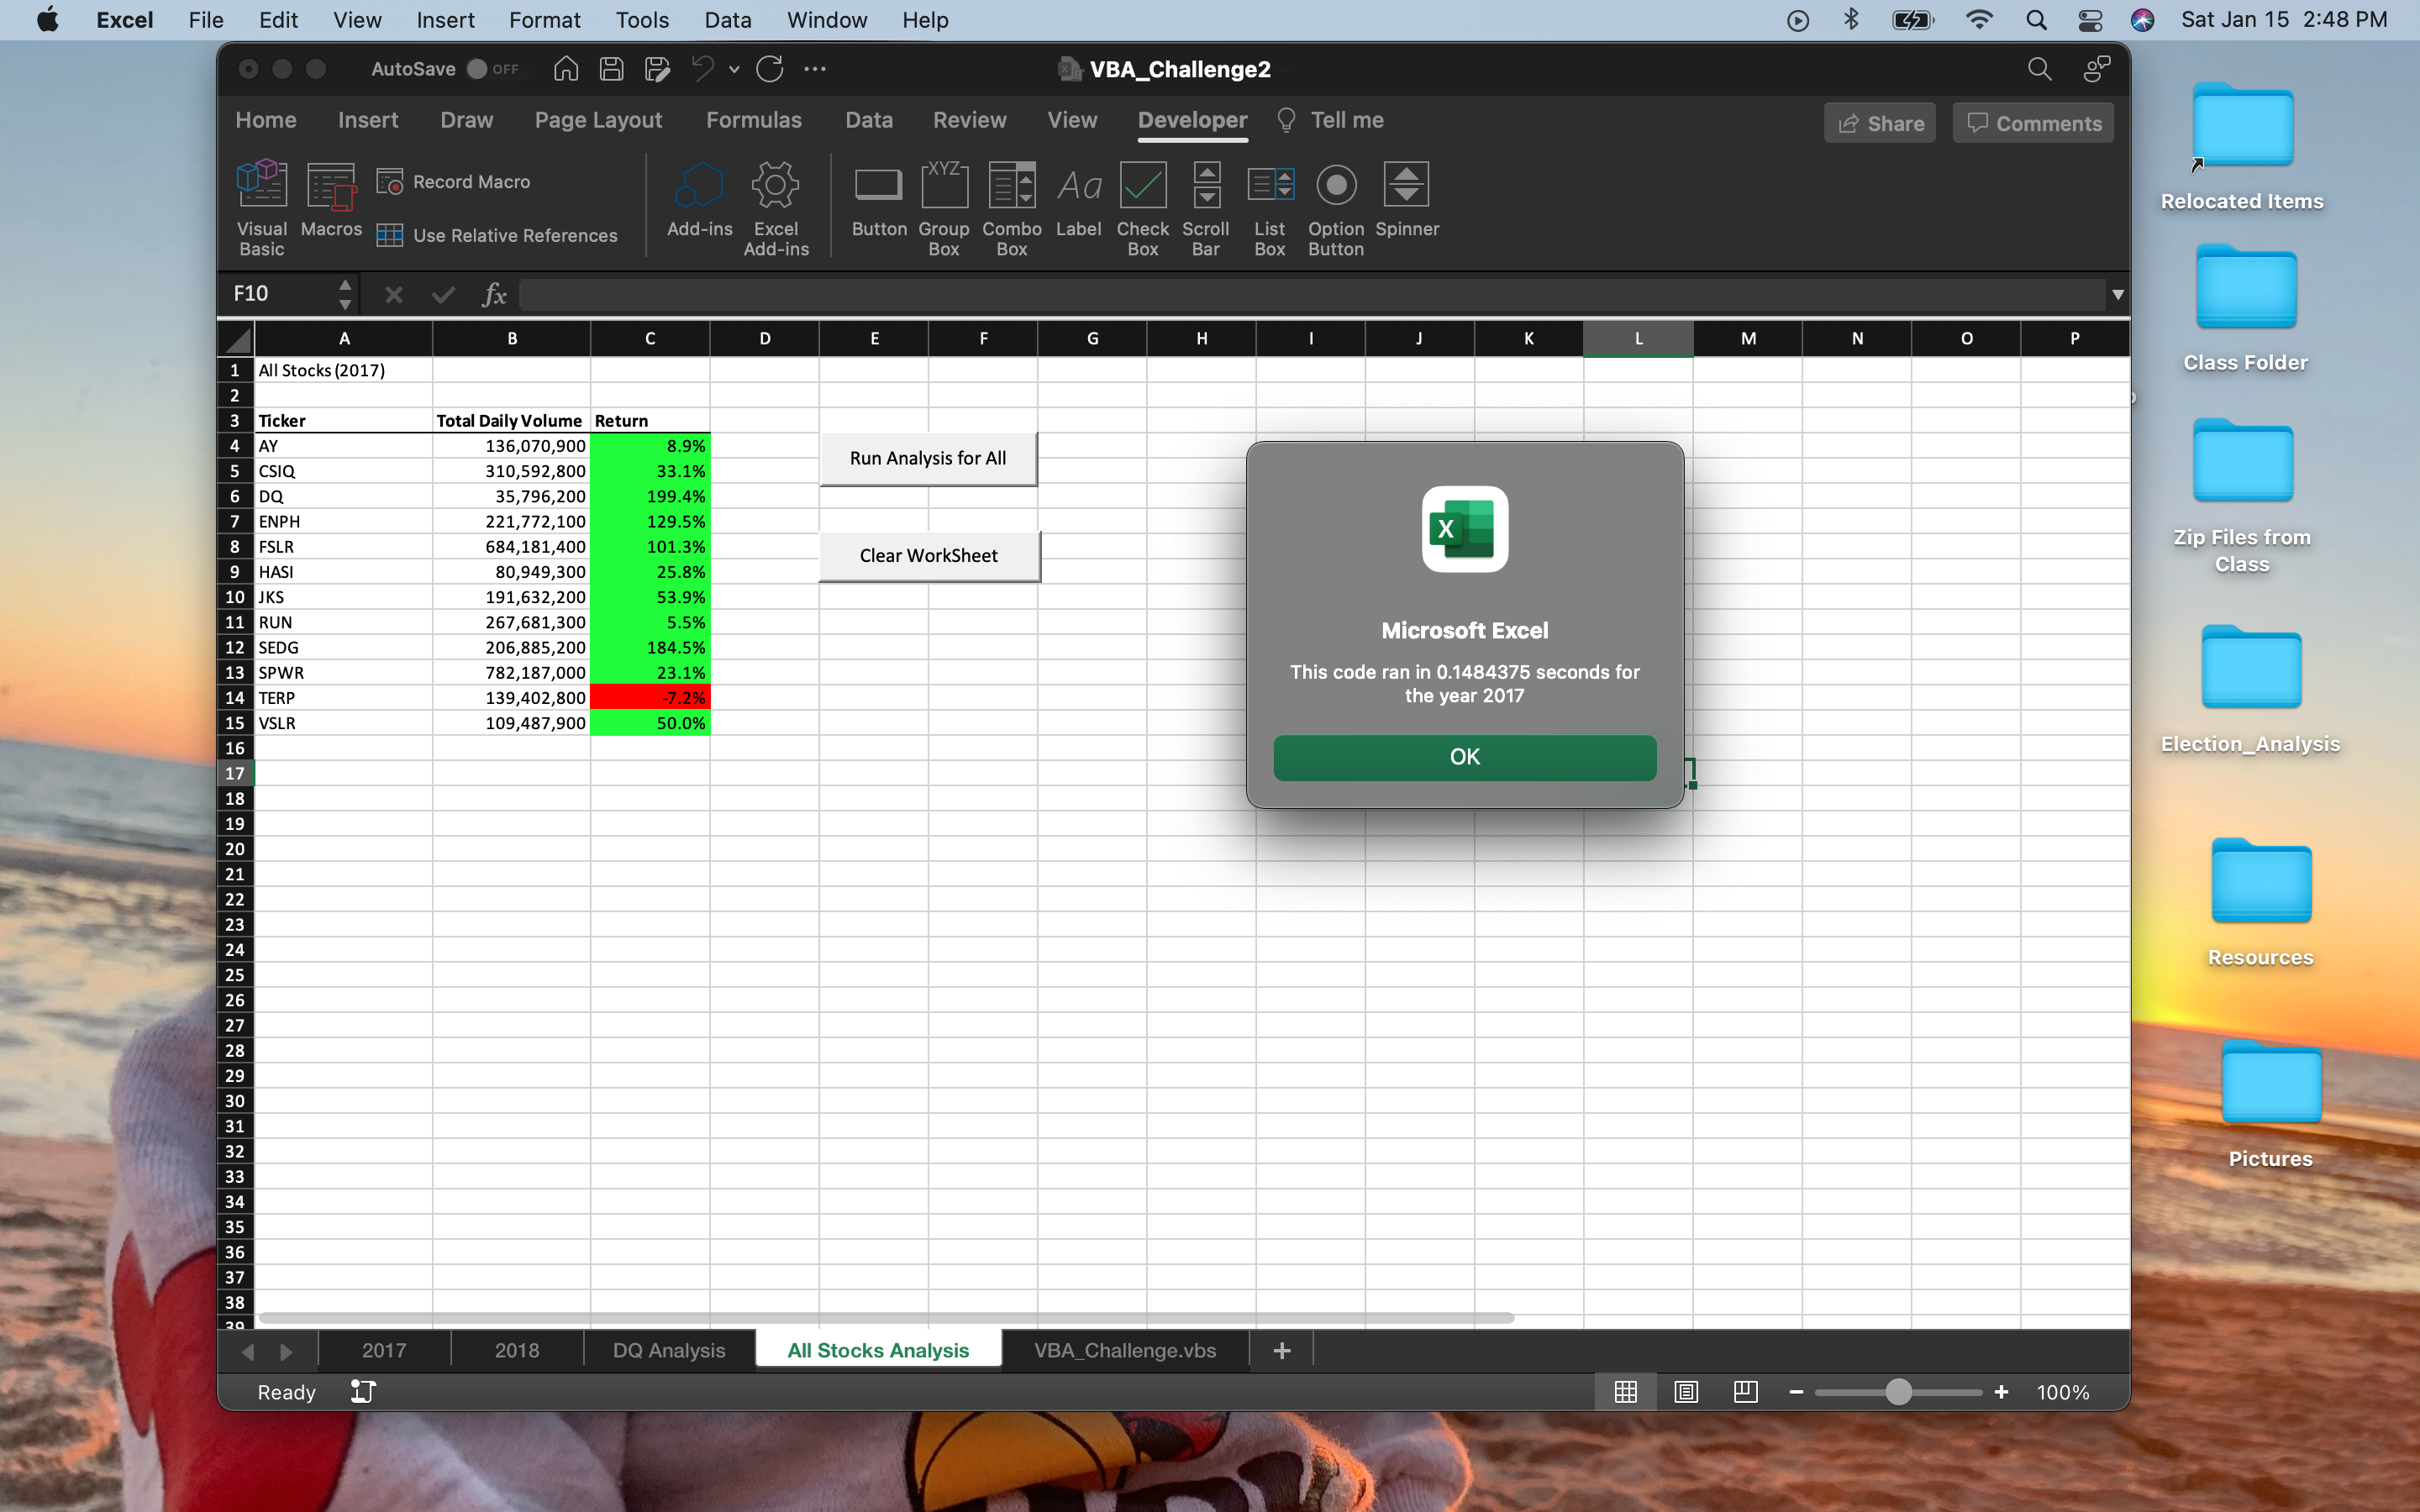 Excel File Edit View Insert Format Tools Data Window Help Sat Jan 15 2:48 PM
AutoSave OFF VBA_Challenge2
Home Insert Draw Page Layout Formulas Data Review View Developer Tell me Share Comments
Visual Basic
Macros
Record Macro
Use Relative References
Add-ins
Excel Add-ins
Button
XYZ
Group Box
Combo Box
Aa
Label
Check Box
Scroll Bar
List Box
Option Button
Spinner
F10 fx
A B C D E F G H I J K L M N O P
1 All Stocks (2017)
2
3 Ticker Total Daily Volume Return
4 AY 136,070,900 8.9%
5 CSIQ 310,592,800 33.1%
6 DQ 35,796,200 199.4%
7 ENPH 221,772,100 129.5%
8 FSLR 684,181,400 101.3%
9 HASI 80,949,300 25.8%
10 JKS 191,632,200 53.9%
11 RUN 267,681,300 5.5%
12 SEDG 206,885,200 184.5%
13 SPWR 782,187,000 23.1%
14 TERP 139,402,800 -7.2%
15 VSLR 109,487,900 50.0%
16
17
18
19
20
21
22
23
24
25
26
27
28
29
30
31
32
33
34
35
36
37
38
39
Run Analysis for All
Clear WorkSheet
X
Microsoft Excel
This code ran in 0.1484375 seconds for
the year 2017
OK
2017 2018 DQ Analysis All Stocks Analysis VBA_Challenge.vbs +
Ready 100%
Relocated Items
Class Folder
Zip Files from
Class
Election_Analysis
Resources
Pictures